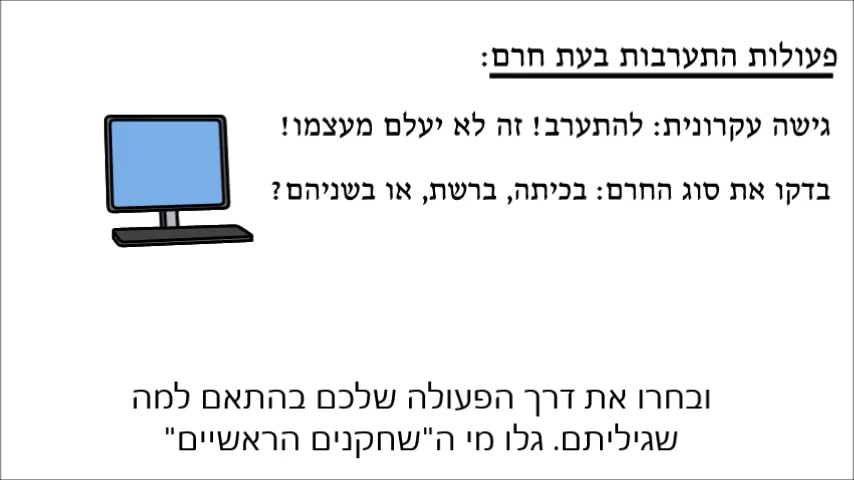 פעולות התערבות בעת חרם:
גישה עקרונית: להתערב! זה לא יעלם מעצמו!
בדקו את סוג החרם: בכיתה, ברשת, או בשניהם?
ובחרו את דרך הפעולה שלכם בהתאם למה
שגיליתם. גלו מי ה"שחקנים הראשיים"